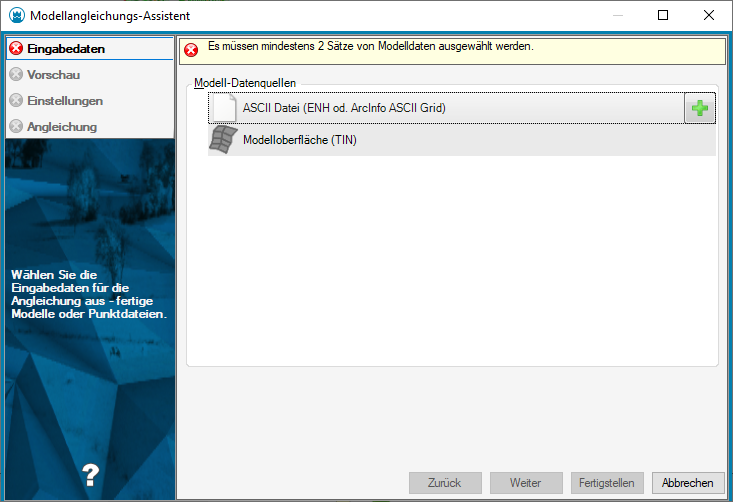 Modellangleichungs-Assistent
Eingabedaten
Vorschau
Einstellungen
Angleichung
Wählen Sie die
Eingabedaten für die
Angleichung aus - fertige
Modelle oder Punktdateien.
?
Es müssen mindestens 2 Sätze von Modelldaten ausgewählt werden.
Modell-Datenquellen
ASCII Datei (ENH od. ArcInfo ASCII Grid)
Modelloberfläche (TIN)
Zurück
Weiter
Fertigstellen
Abbrechen